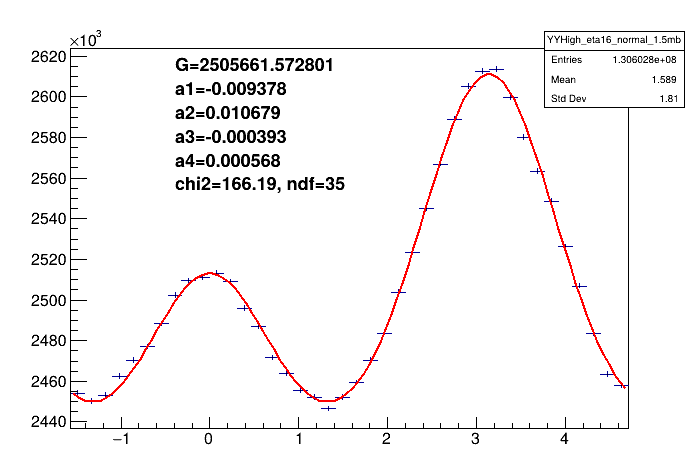 ×10³
YYHigh_eta16_normal_1.5mb
Entries 1.306028e+08
Mean 1.589
Std Dev 1.81
G=2505661.572801
a1=-0.009378
a2=0.010679
a3=-0.000393
a4=0.000568
chi2=166.19, ndf=35
2620
2600
2580
2560
2540
2520
2500
2480
2460
2440
−1 0 1 2 3 4